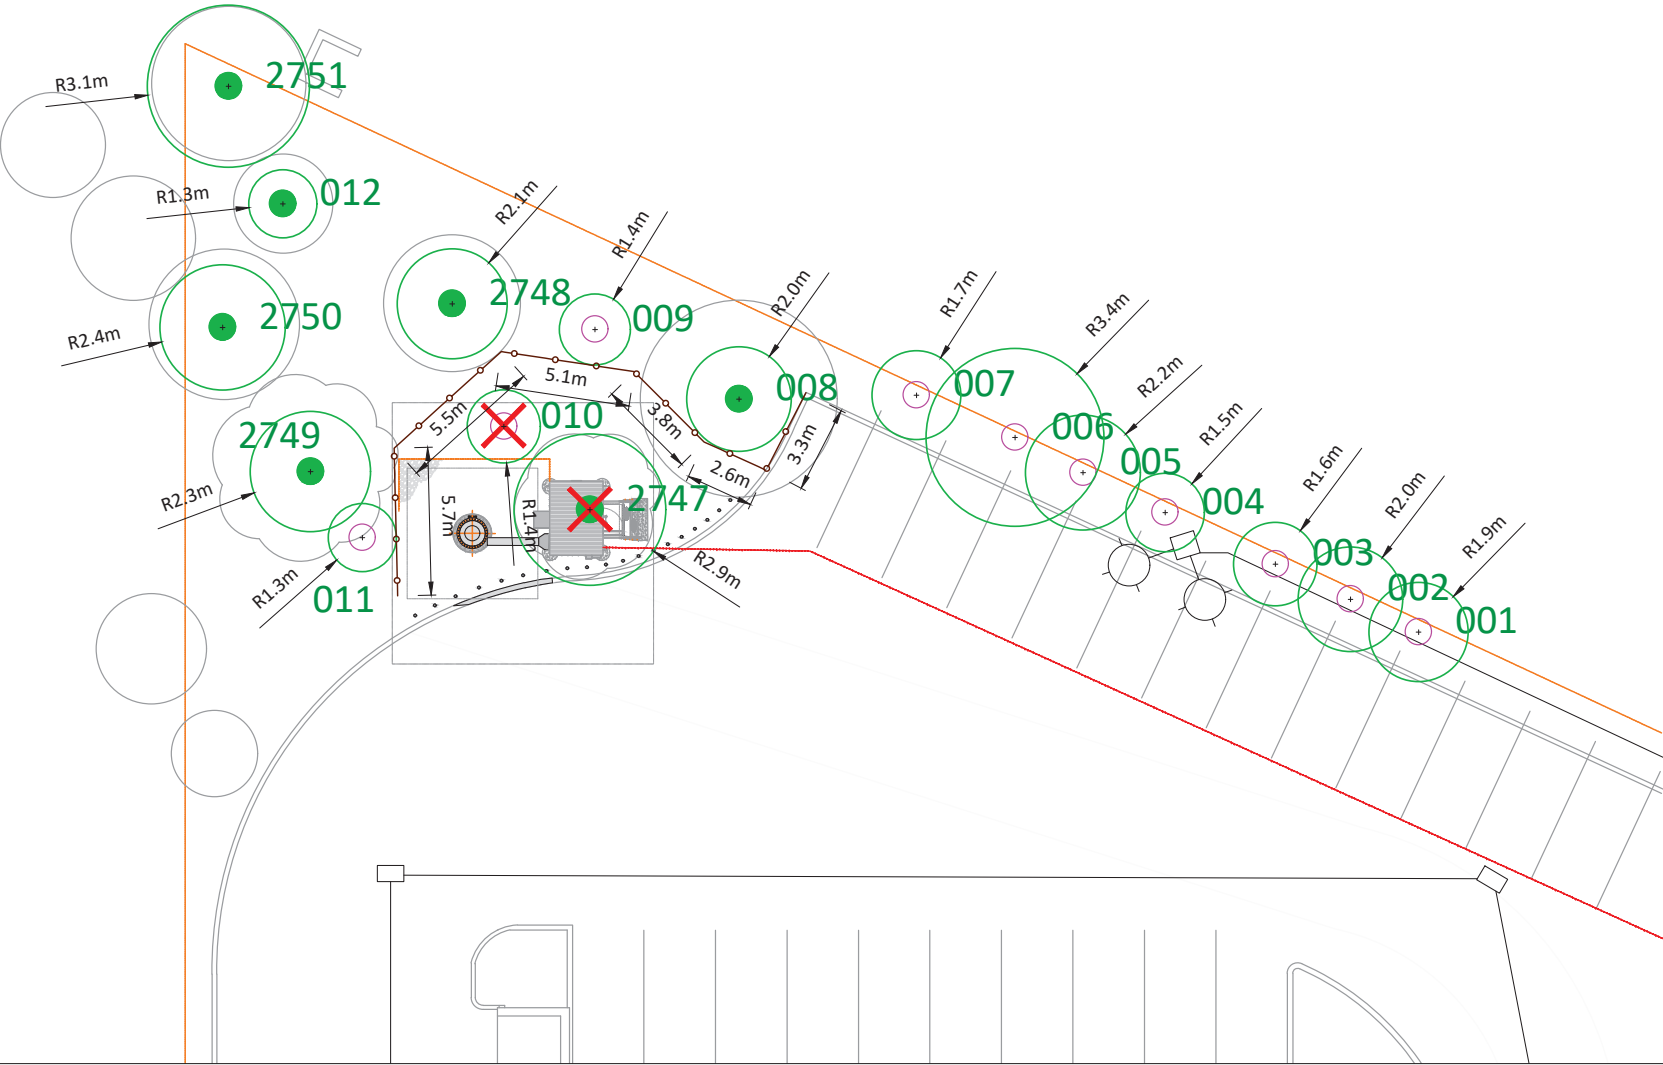 2751
R3.1m
R1.3m
012
R2.1m
R1.4m
2748
009
2750
R2.4m
R2.0m
R1.7m
R3.4m
5.1m
008
007
R2.2m
5.5m
010
3.8m
3.3m
006
R1.5m
2749
005
R1.6m
2.6m
R2.3m
5.7m
R1.4m
2747
004
R2.0m
R1.9m
003
R2.9m
R1.3m
011
002
001